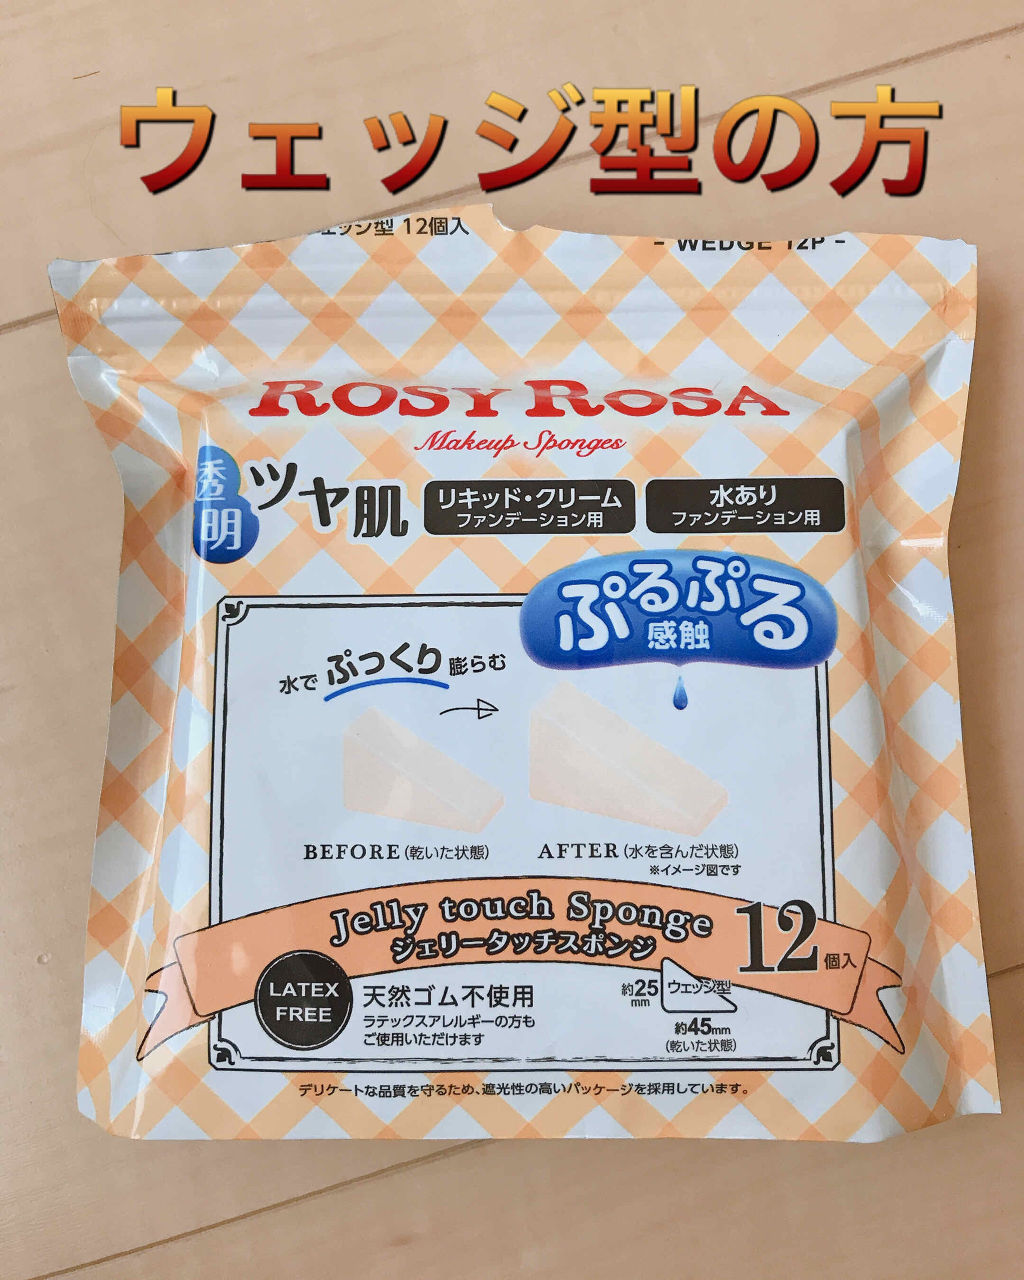 ウェッジ型の方
ェッジ型 12個入
- WEDGE 12P -
ROSY ROSA
Makeup Sponges
透明
ツヤ肌
リキッド・クリーム
ファンデーション用
水あり
ファンデーション用
ぷるぷる
感触
水でぷっくり膨らむ
BEFORE(乾いた状態)
AFTER(水を含んだ状態)
※イメージ図です
Jelly touch Sponge
ジェリータッチスポンジ
12個入
LATEX
FREE
天然ゴム不使用
ラテックスアレルギーの方も
ご使用いただけます
約25mm
ウェッジ型
約45mm
(乾いた状態)
デリケートな品質を守るため、遮光性の高いパッケージを採用しています。